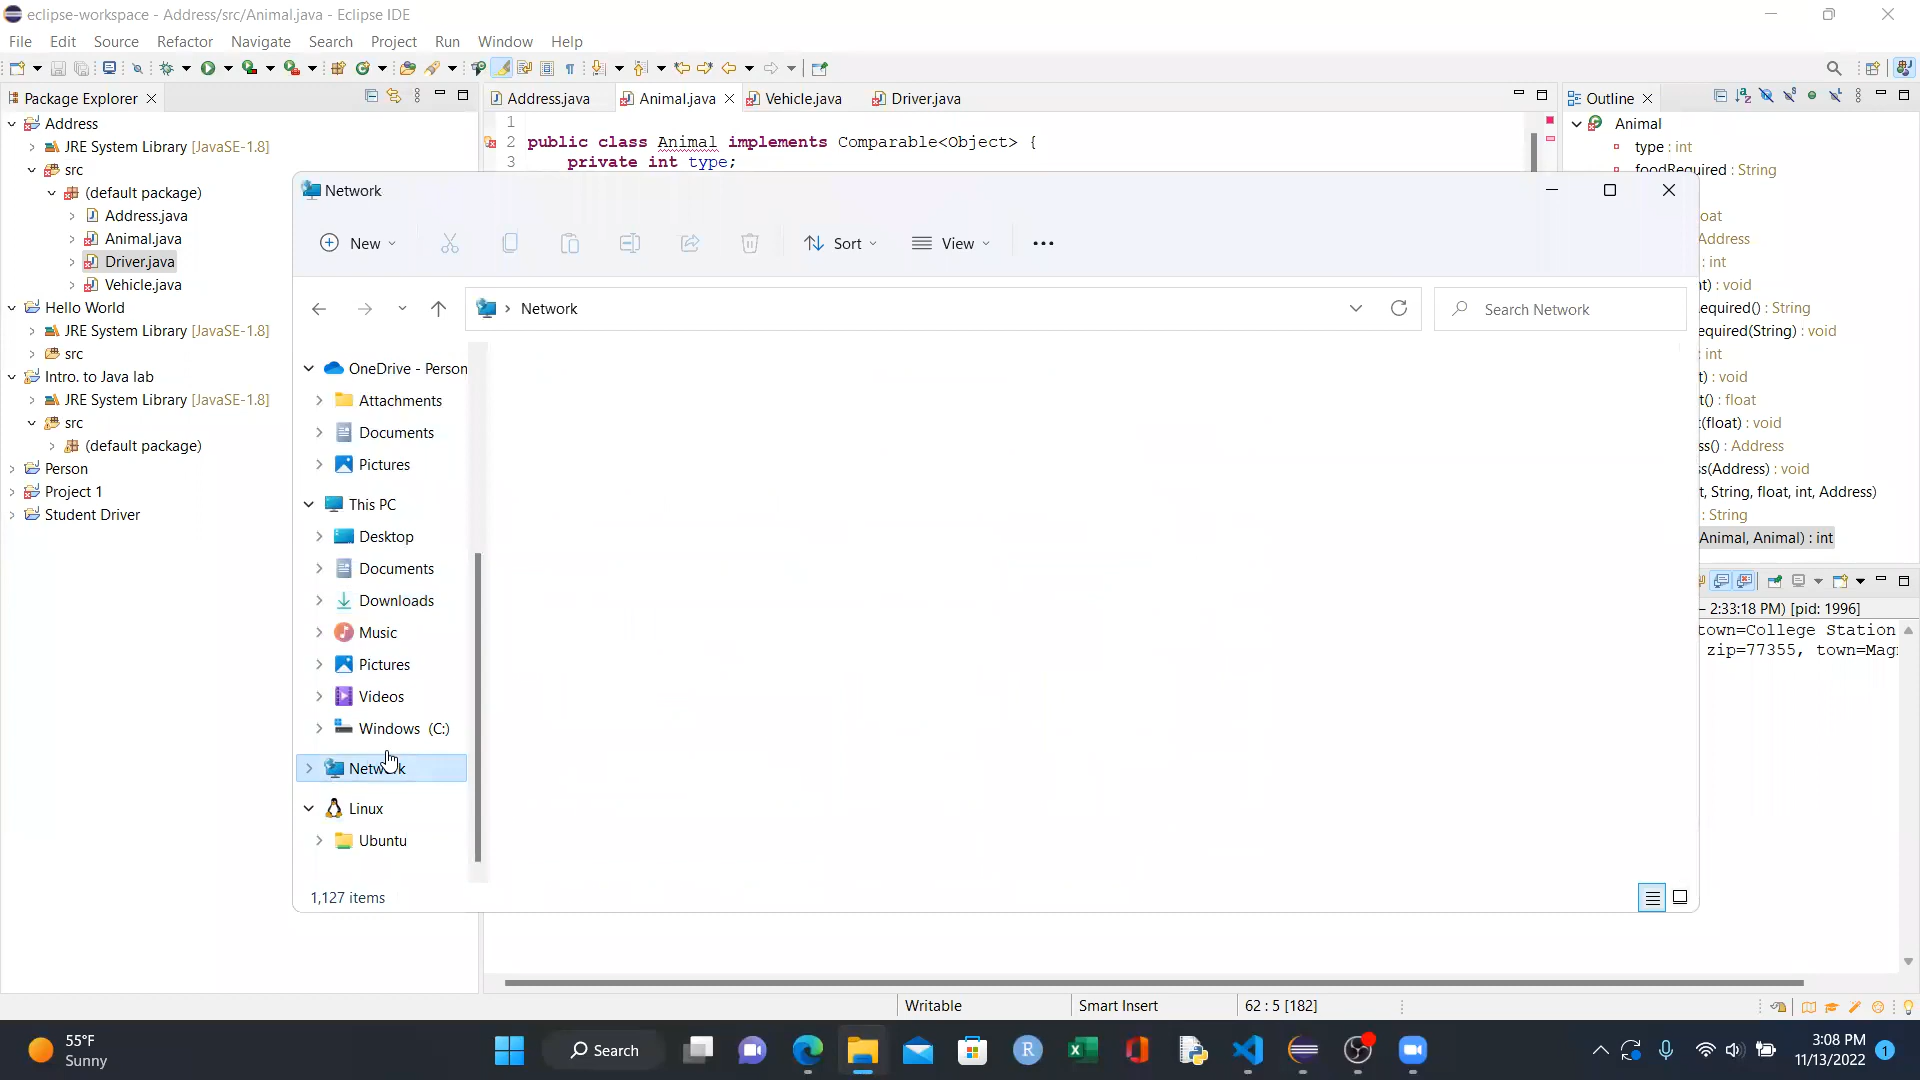 eclipse-workspace - Address/src/Animal.java - Eclipse IDE
File Edit Source Refactor Navigate Search Project Run Window Help
Package Explorer
Address.java Animal.java Vehicle.java Driver.java
Outline
Address
JRE System Library [JavaSE-1.8]
src
(default package)
Address.java
Animal.java
Driver.java
Vehicle.java
Hello World
JRE System Library [JavaSE-1.8]
src
Intro. to Java lab
JRE System Library [JavaSE-1.8]
src
(default package)
Person
Project 1
Student Driver
1
2 public class Animal implements Comparable<Object> {
3 private int type;
Network
New Sort View
Network
Search Network
OneDrive - Person
Attachments
Documents
Pictures
This PC
Desktop
Documents
Downloads
Music
Pictures
Videos
Windows (C:)
Network
Linux
Ubuntu
1,127 items
Animal
type : int
foodRequired : String
oat
Address
: int
nt) : void
equired() : String
equired(String) : void
: int
t) : void
t() : float
t(float) : void
ss() : Address
ss(Address) : void
t, String, float, int, Address)
: String
Animal, Animal) : int
– 2:33:18 PM) [pid: 1996]
town=College Station
zip=77355, town=Mag
Writable Smart Insert 62 : 5 [182]
55°F
Sunny
Search
3:08 PM
11/13/2022
1